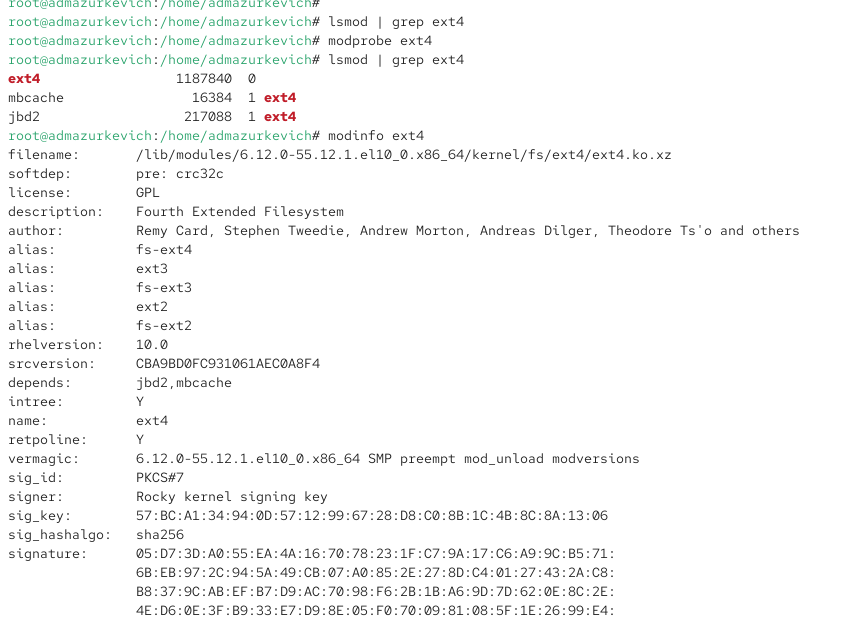 root@admazurkevich:/home/admazurkevich#
root@admazurkevich:/home/admazurkevich# lsmod | grep ext4
root@admazurkevich:/home/admazurkevich# modprobe ext4
root@admazurkevich:/home/admazurkevich# lsmod | grep ext4
ext4                 1187840  0
mbcache                16384  1 ext4
jbd2                  217088  1 ext4
root@admazurkevich:/home/admazurkevich# modinfo ext4
filename:       /lib/modules/6.12.0-55.12.1.el10_0.x86_64/kernel/fs/ext4/ext4.ko.xz
softdep:        pre: crc32c
license:        GPL
description:    Fourth Extended Filesystem
author:         Remy Card, Stephen Tweedie, Andrew Morton, Andreas Dilger, Theodore Ts'o and others
alias:          fs-ext4
alias:          ext3
alias:          fs-ext3
alias:          ext2
alias:          fs-ext2
rhelversion:    10.0
srcversion:     CBA9BD0FC931061AEC0A8F4
depends:        jbd2,mbcache
intree:         Y
name:           ext4
retpoline:      Y
vermagic:       6.12.0-55.12.1.el10_0.x86_64 SMP preempt mod_unload modversions
sig_id:         PKCS#7
signer:         Rocky kernel signing key
sig_key:        57:BC:A1:34:94:0D:57:12:99:67:28:D8:C0:8B:1C:4B:8C:8A:13:06
sig_hashalgo:   sha256
signature:      05:D7:3D:A0:55:EA:4A:16:70:78:23:1F:C7:9A:17:C6:A9:9C:B5:71:
                6B:EB:97:2C:94:5A:49:CB:07:A0:85:2E:27:8D:C4:01:27:43:2A:C8:
                B8:37:9C:AB:EF:B7:D9:AC:70:98:F6:2B:1B:A6:9D:7D:62:0E:8C:2E:
                4E:D6:0E:3F:B9:33:E7:D9:8E:05:F0:70:09:81:08:5F:1E:26:99:E4: